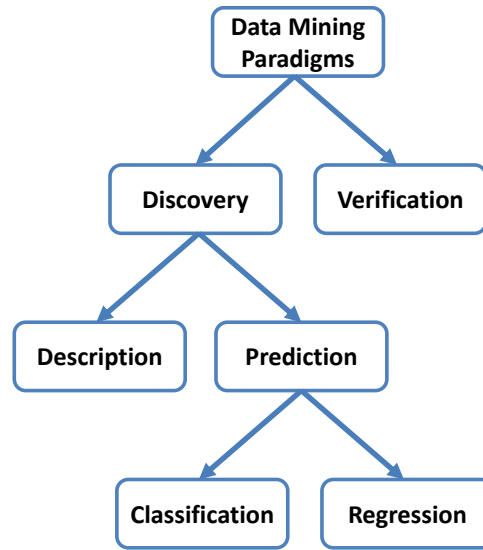 Data Mining
Paradigms
Discovery
Verification
Description
Prediction
Classification
Regression